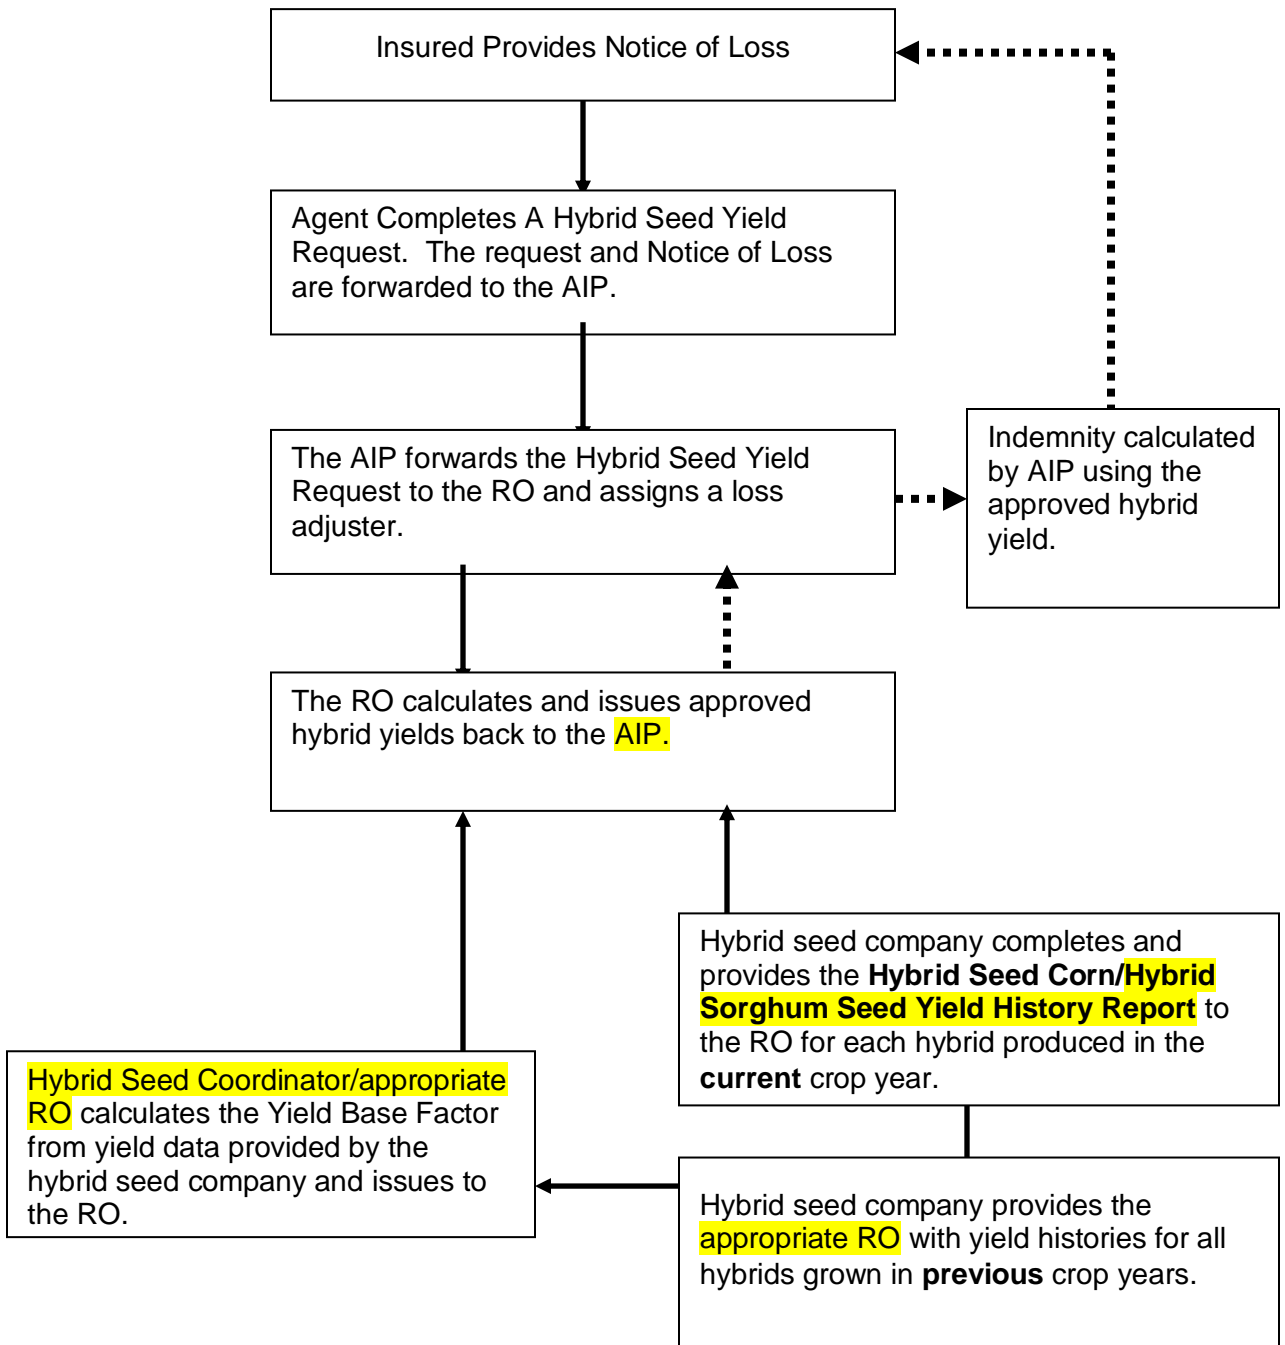 Insured Provides Notice of Loss
Agent Completes A Hybrid Seed Yield
Request.  The request and Notice of Loss
are forwarded to the AIP.
The AIP forwards the Hybrid Seed Yield
Request to the RO and assigns a loss
adjuster.
Indemnity calculated
by AIP using the
approved hybrid
yield.
The RO calculates and issues approved
hybrid yields back to the AIP.
Hybrid seed company completes and
provides the Hybrid Seed Corn/Hybrid
Sorghum Seed Yield History Report to
the RO for each hybrid produced in the
current crop year.
Hybrid Seed Coordinator/appropriate
RO calculates the Yield Base Factor
from yield data provided by the
hybrid seed company and issues to
the RO.
Hybrid seed company provides the
appropriate RO with yield histories for all
hybrids grown in previous crop years.